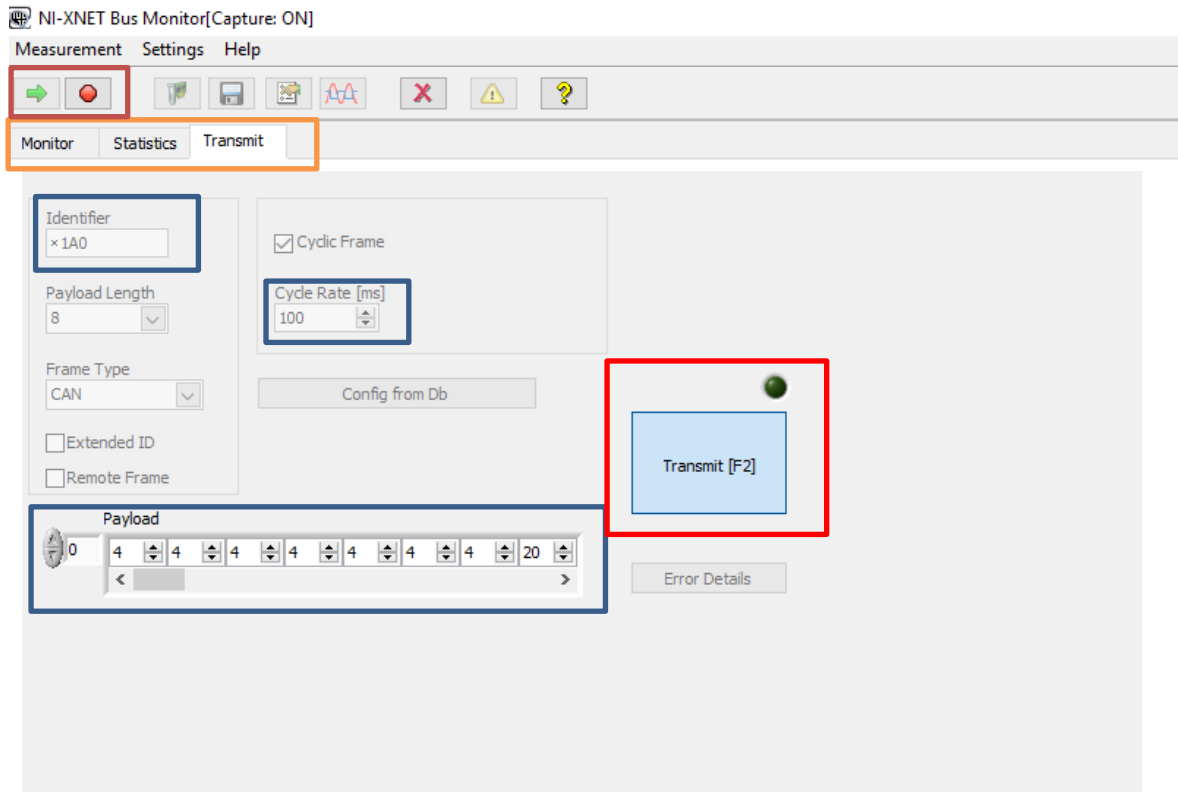 NI-XNET Bus Monitor[Capture: ON]
Measurement Settings Help
Monitor Statistics Transmit
Identifier
×1A0
Cyclic Frame
Payload Length
8
Cycle Rate [ms]
100
Frame Type
CAN
Config from Db
Extended ID
Remote Frame
Transmit [F2]
Payload
0 4 4 4 4 4 4 4 20
Error Details